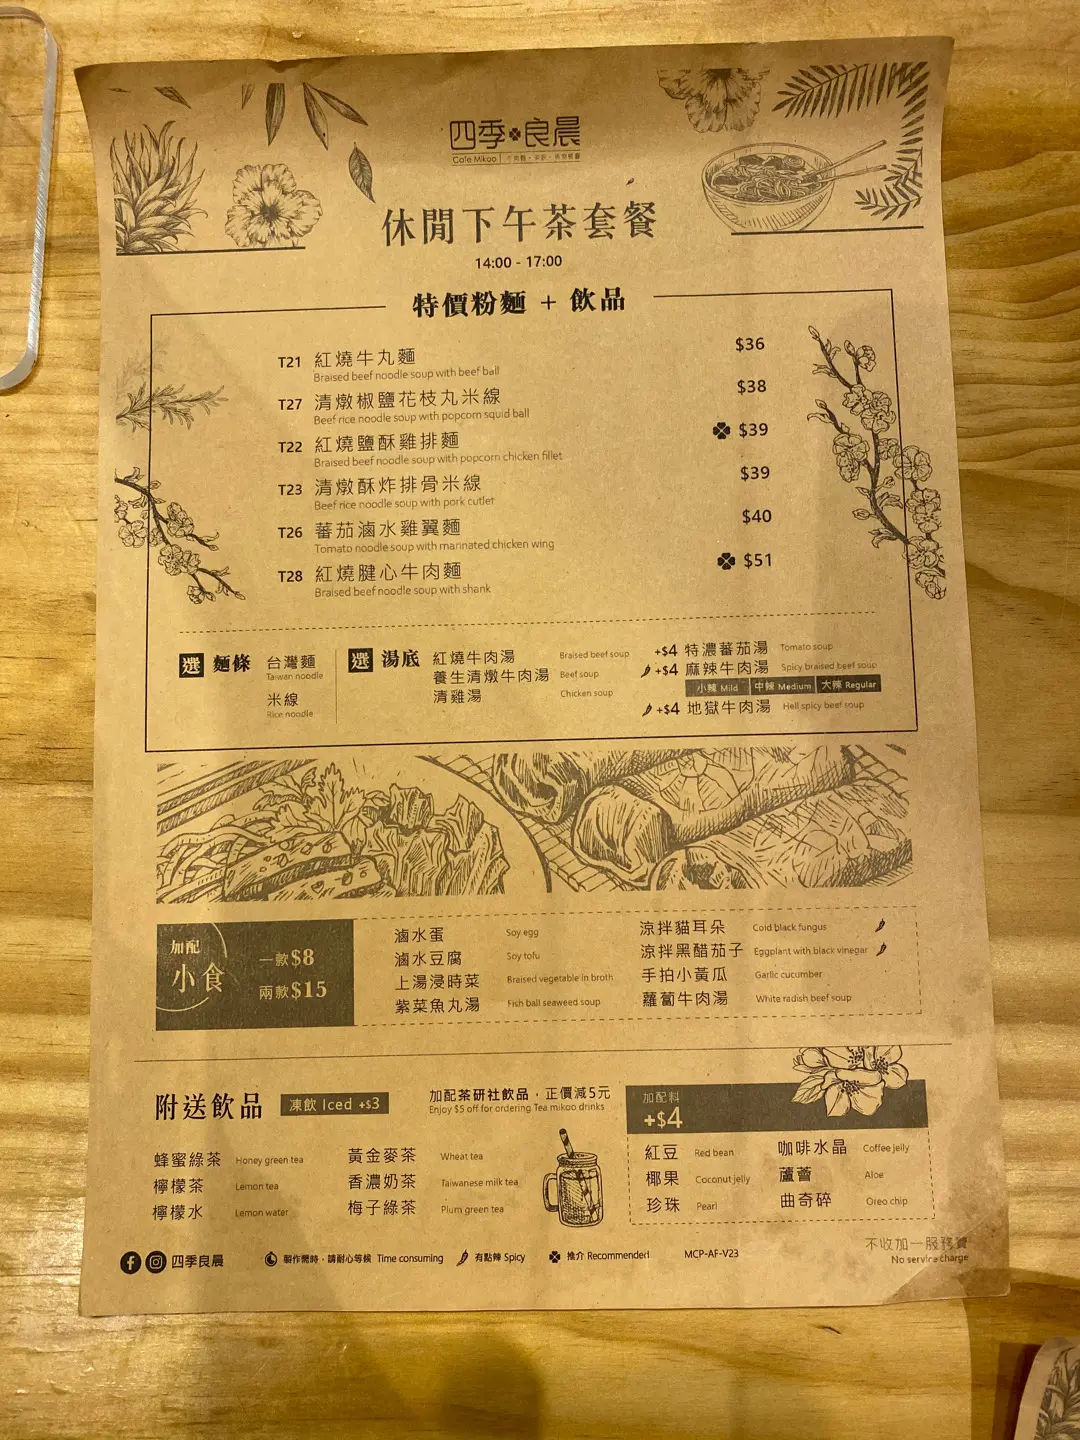 四季良晨
Cafe Mikoo
休閒下午茶套餐
14:00 - 17:00
特價粉麵 + 飲品
T21 紅燒牛丸麵 $36
Braised beef noodle soup with beef ball
T27 清燉椒鹽花枝丸米線 $38
Beef rice noodle soup with popcorn squid ball
T22 紅燒鹽酥雞排麵 $39
Braised beef noodle soup with popcorn chicken fillet
T23 清燉酥炸排骨米線 $39
Beef rice noodle soup with pork cutlet
T26 蕃茄滷水雞翼麵 $40
Tomato noodle soup with marinated chicken wing
T28 紅燒腱心牛肉麵 $51
Braised beef noodle soup with shank
選 麵條
台灣麵
Taiwan noodle
米線
Rice noodle
選 湯底
紅燒牛肉湯 Braised beef soup
養生清燉牛肉湯 Beef soup
清雞湯 Chicken soup
+$4 特濃蕃茄湯 Tomato soup
+$4 麻辣牛肉湯 Spicy braised beef soup
小辣 Mild 中辣 Medium 大辣 Regular
+$4 地獄牛肉湯 Hell spicy beef soup
加配
小食
一款$8
兩款$15
滷水蛋 Soy egg
滷水豆腐 Soy tofu
上湯浸時菜 Braised vegetable in broth
紫菜魚丸湯 Fish ball seaweed soup
涼拌貓耳朵 Cold black fungus
涼拌黑醋茄子 Eggplant with black vinegar
手拍小黃瓜 Garlic cucumber
蘿蔔牛肉湯 White radish beef soup
附送飲品 凍飲 Iced +$3
蜂蜜綠茶 Honey green tea
檸檬茶 Lemon tea
檸檬水 Lemon water
黃金麥茶 Wheat tea
香濃奶茶 Taiwanese milk tea
梅子綠茶 Plum green tea
加配茶研社飲品，正價減5元
Enjoy $5 off for ordering Tea mikoo drinks
加配料
+$4
紅豆 Red bean
椰果 Coconut jelly
珍珠 Pearl
咖啡水晶 Coffee jelly
蘆薈 Aloe
曲奇碎 Oreo chip
四季良晨
製作需時，請耐心等候 Time consuming
有點辣 Spicy
推介 Recommended
MCP-AF-V23
不收加一服務費
No service charge